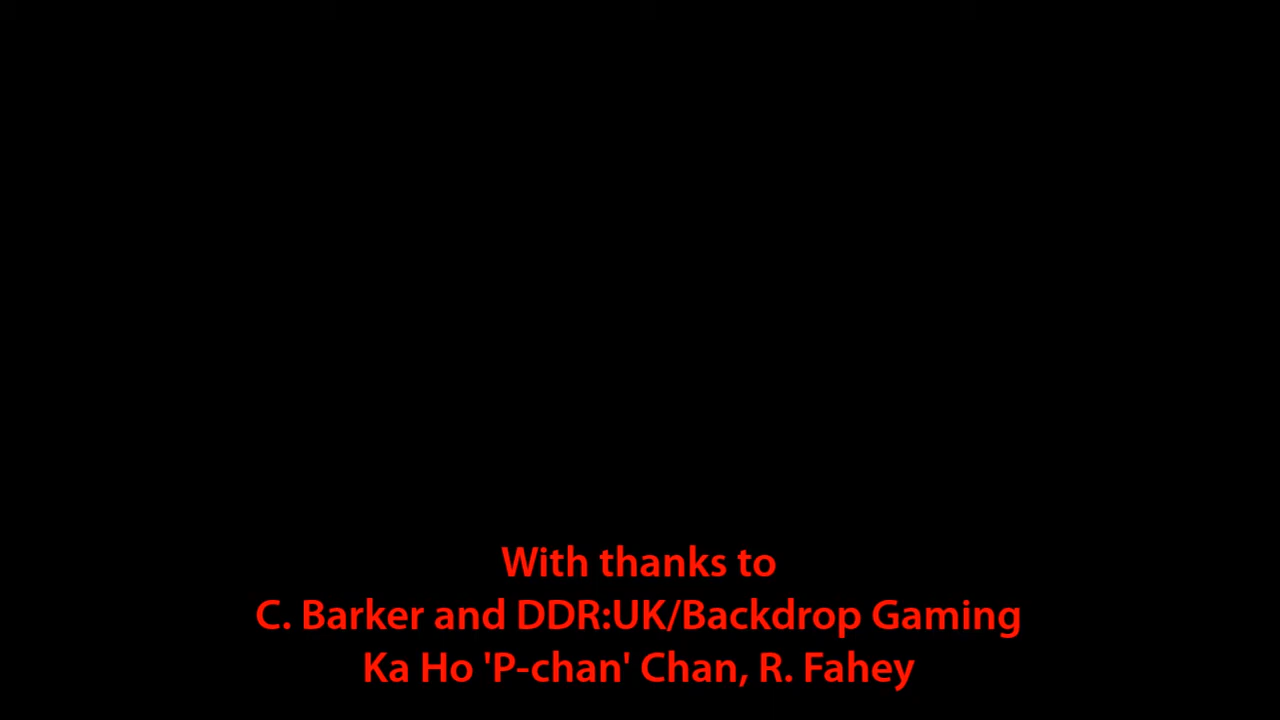 With thanks to
C. Barker and DDR:UK/Backdrop Gaming
Ka Ho 'P-chan' Chan, R. Fahey